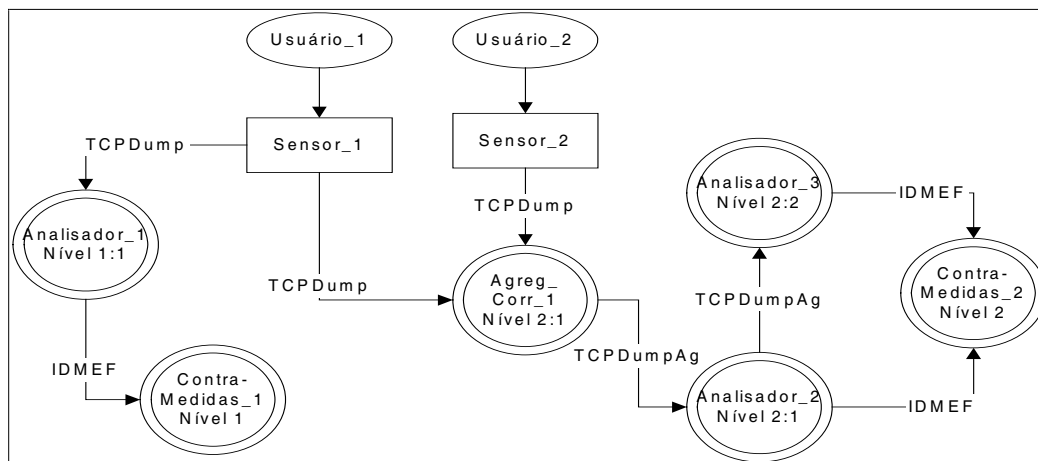 Usuário_1
Usuário_2
TCPDump
Sensor_1
Sensor_2
Analisador_3
Nível 2:2
IDMEF
TCPDump
Analisador_1
Nível 1:1
TCPDump
Agreg_
Corr_1
Nível 2:1
Contra-
Medidas_2
Nível 2
TCPDumpAg
TCPDumpAg
IDMEF
Contra-
Medidas_1
Nível 1
Analisador_2
Nível 2:1
IDMEF